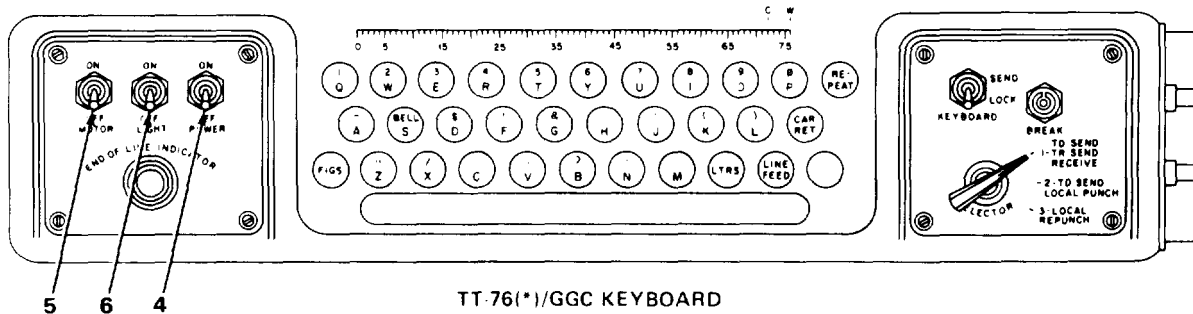 C W
0 5 15 25 35 45 55 65 75
ON ON ON
OFF OFF OFF
MOTOR LIGHT POWER
END OF LINE INDICATOR
1 2 3 4 5 6 7 8 9 0
Q W E R T Y U I O P RE-PEAT
- BELL $ ! & ' ( )
A S D F G H J K L CAR RET
" / : ; ? , .
FIGS Z X C V B N M LTRS LINE FEED
SEND
LOCK
KEYBOARD
BREAK
TD SEND
1-TR SEND
RECEIVE
-2-TD SEND
LOCAL PUNCH
-3-LOCAL
REPUNCH
SELECTOR
5 6 4
TT-76(*)/GGC KEYBOARD